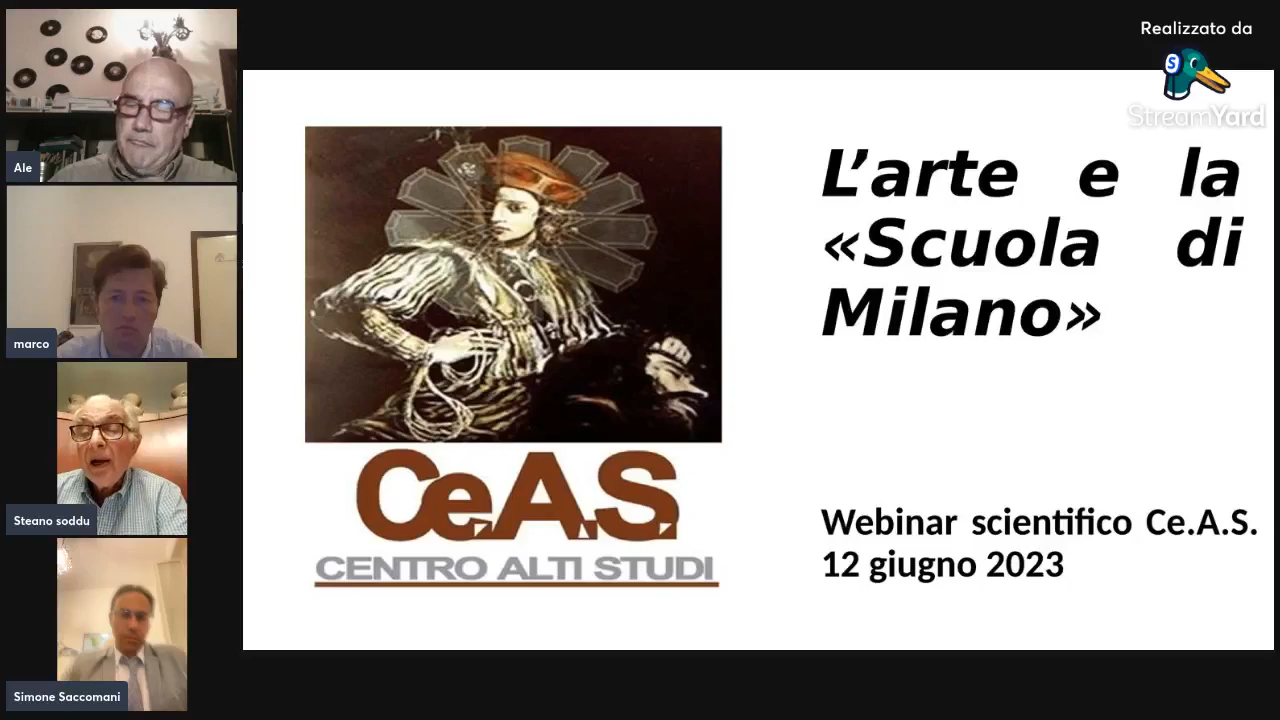 Realizzato da
StreamYard
Ale
marco
Steano soddu
Simone Saccomani
L’arte e la
«Scuola di
Milano»
Ce.A.S.
CENTRO ALTI STUDI
Webinar scientifico Ce.A.S.
12 giugno 2023